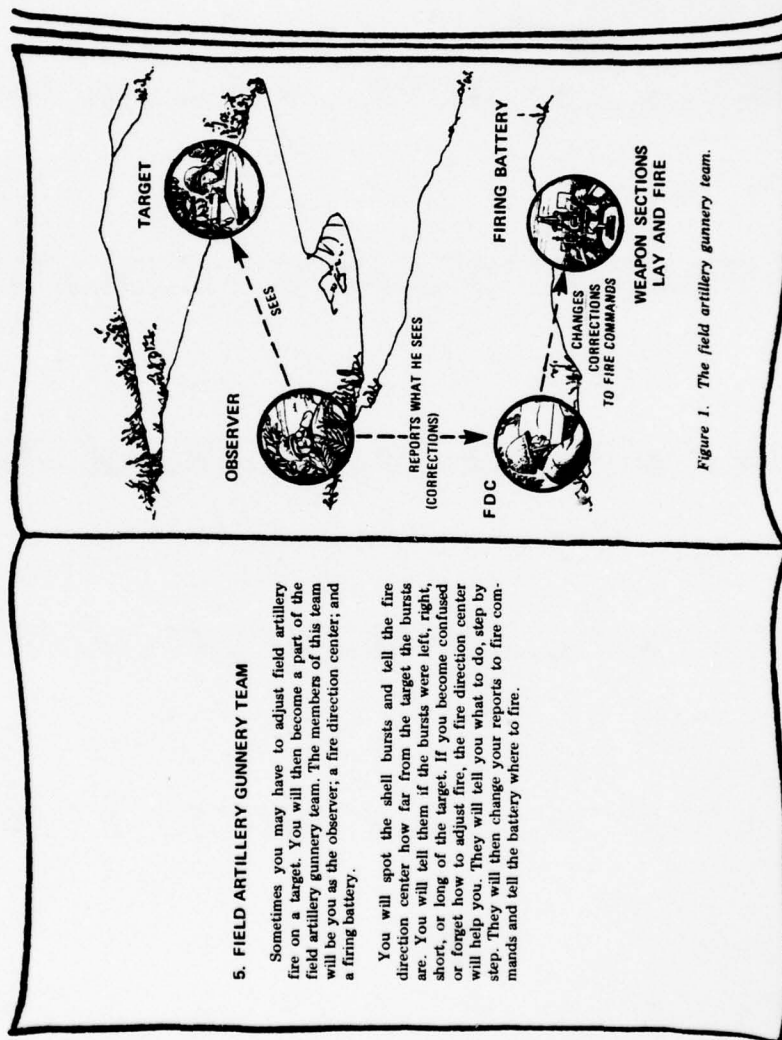 5. FIELD ARTILLERY GUNNERY TEAM
Sometimes you may have to adjust field artillery
fire on a target. You will then become a part of the
field artillery gunnery team. The members of this team
will be you as the observer; a fire direction center; and
a firing battery.
You will spot the shell bursts and tell the fire
direction center how far from the target the bursts
are. You will tell them if the bursts were left, right,
short, or long of the target. If you become confused
or forget how to adjust fire, the fire direction center
will help you. They will tell you what to do, step by
step. They will then change your reports to fire com-
mands and tell the battery where to fire.
TARGET
OBSERVER
SEES
REPORTS WHAT HE SEES
(CORRECTIONS)
FDC
CHANGES
CORRECTIONS
TO FIRE COMMANDS
FIRING BATTERY
WEAPON SECTIONS
LAY AND FIRE
Figure 1. The field artillery gunnery team.